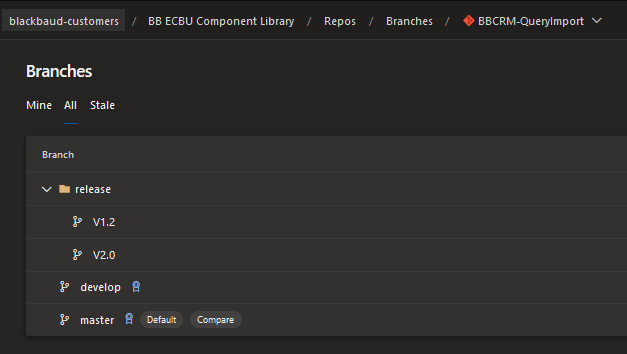 blackbaud-customers / BB ECBU Component Library / Repos / Branches / BBCRM-QueryImport
Branches
Mine All Stale
Branch
release
V1.2
V2.0
develop
master Default Compare